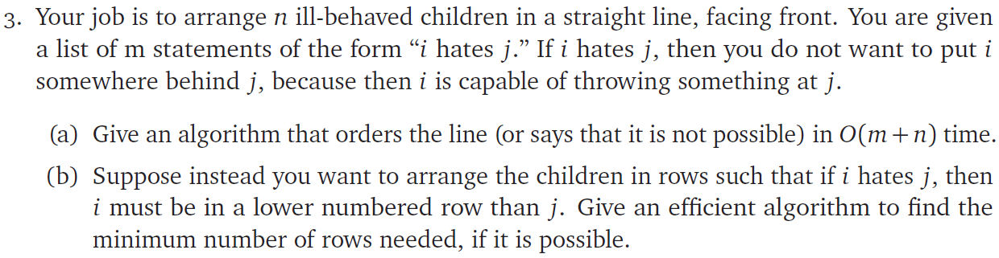 3. Your job is to arrange n ill-behaved children in a straight line, facing front. You are given
a list of m statements of the form “i hates j.” If i hates j, then you do not want to put i
somewhere behind j, because then i is capable of throwing something at j.
(a) Give an algorithm that orders the line (or says that it is not possible) in O(m+n) time.
(b) Suppose instead you want to arrange the children in rows such that if i hates j, then
i must be in a lower numbered row than j. Give an efficient algorithm to find the
minimum number of rows needed, if it is possible.